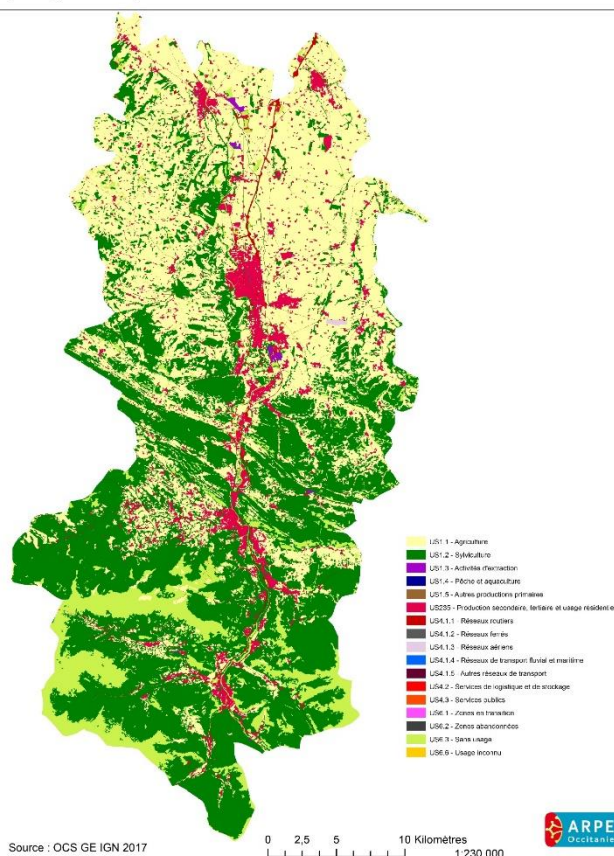 US1.1 - Agriculture
US1.2 - Sylviculture
US1.3 - Activités d'extraction
US1.4 - Pêche et aquaculture
US1.5 - Autres productions primaires
US235 - Production secondaire, tertiaire et usage résidentiel
US4.1.1 - Réseaux routiers
US4.1.2 - Réseaux ferrés
US4.1.3 - Réseaux aériens
US4.1.4 - Réseaux de transport fluvial et maritime
US4.1.5 - Autres réseaux de transport
US4.2 - Services de logistique et de stockage
US4.3 - Services publics
US6.1 - Zones en transition
US6.2 - Zones abandonnées
US6.3 - Sans usage
US6.6 - Usage inconnu
ARPE
Occitanie
Source : OCS GE IGN 2017
0 2,5 5 10 Kilomètres
1:230 000